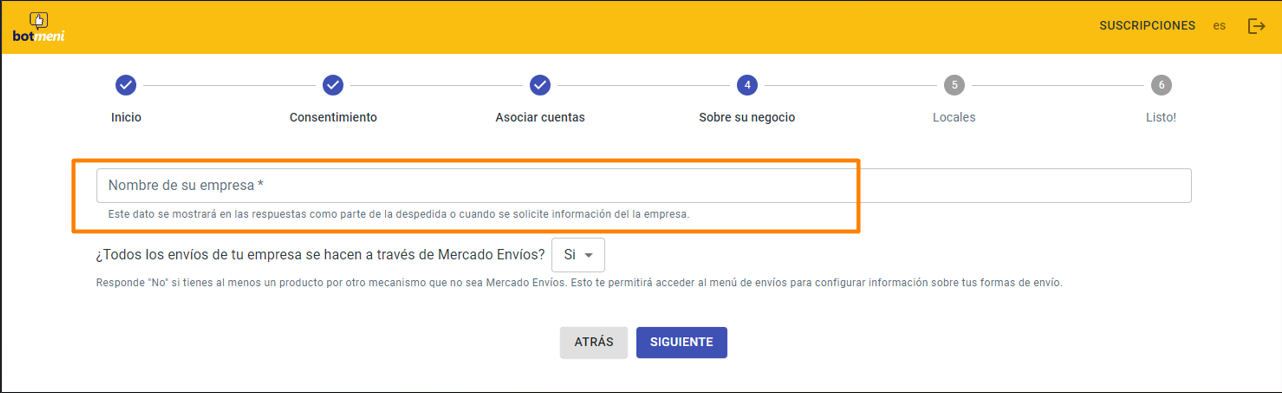 botmeni
SUSCRIPCIONES es
4 5 6
Inicio Consentimiento Asociar cuentas Sobre su negocio Locales Listo!
Nombre de su empresa *
Este dato se mostrará en las respuestas como parte de la despedida o cuando se solicite información del la empresa.
¿Todos los envíos de tu empresa se hacen a través de Mercado Envíos? Si
Responde "No" si tienes al menos un producto por otro mecanismo que no sea Mercado Envíos. Esto te permitirá acceder al menú de envíos para configurar información sobre tus formas de envío.
ATRÁS SIGUIENTE